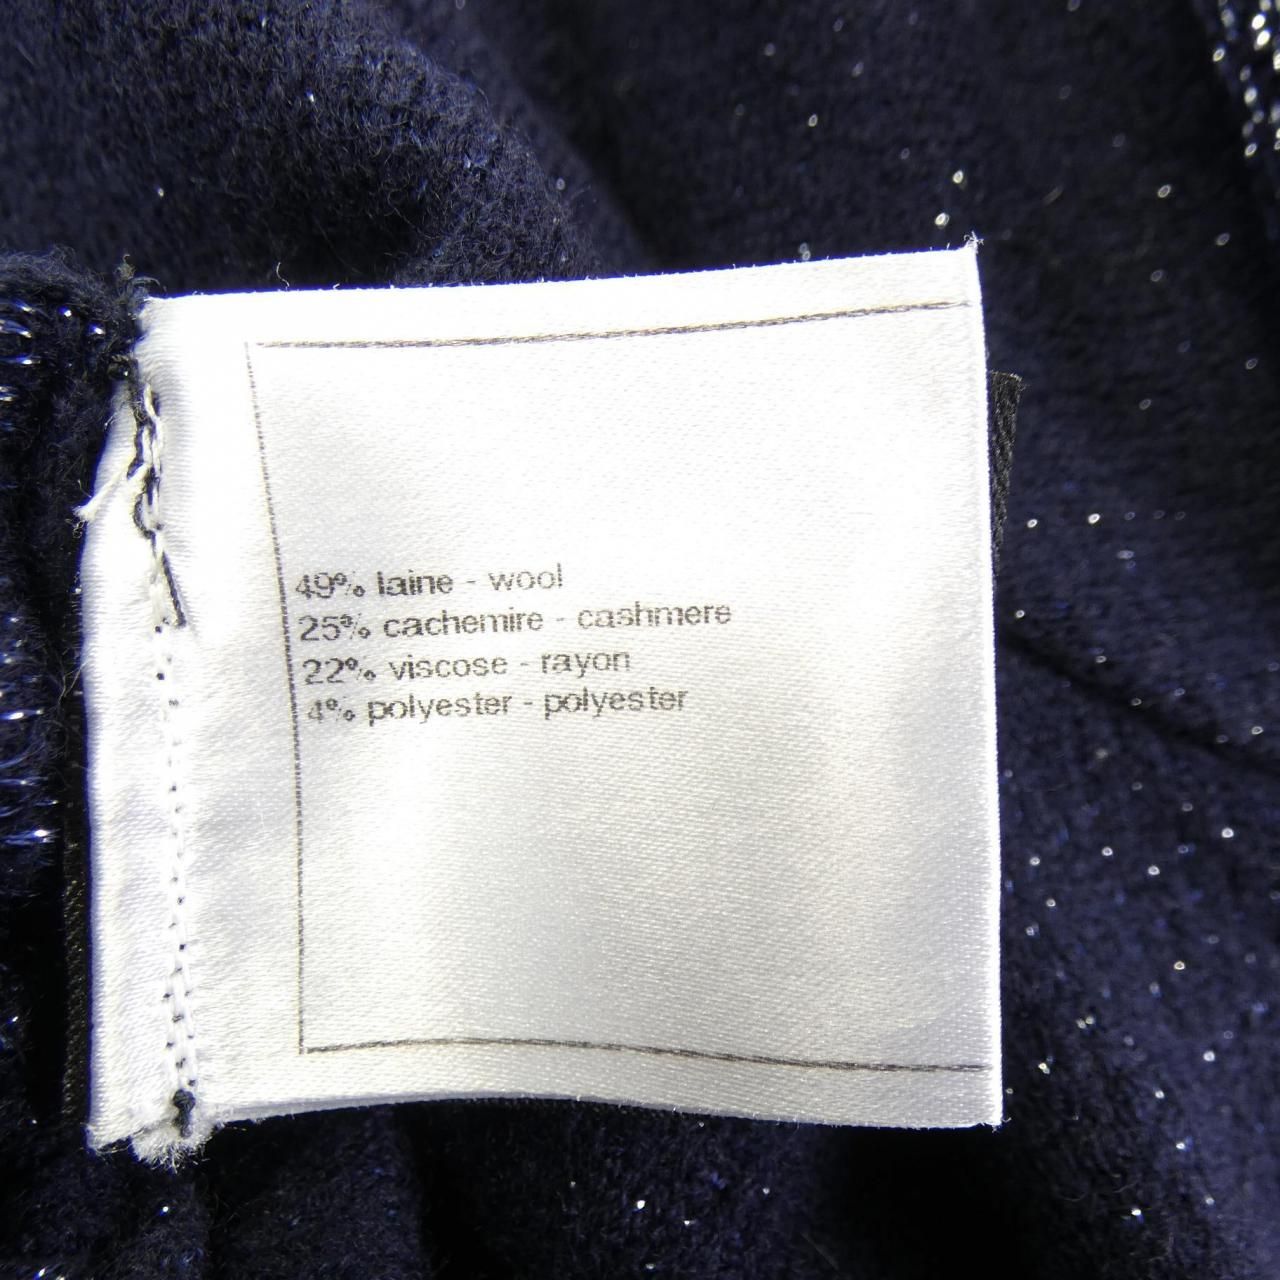 49% laine - wool
25% cachemire - cashmere
22% viscose - rayon
4% polyester - polyester